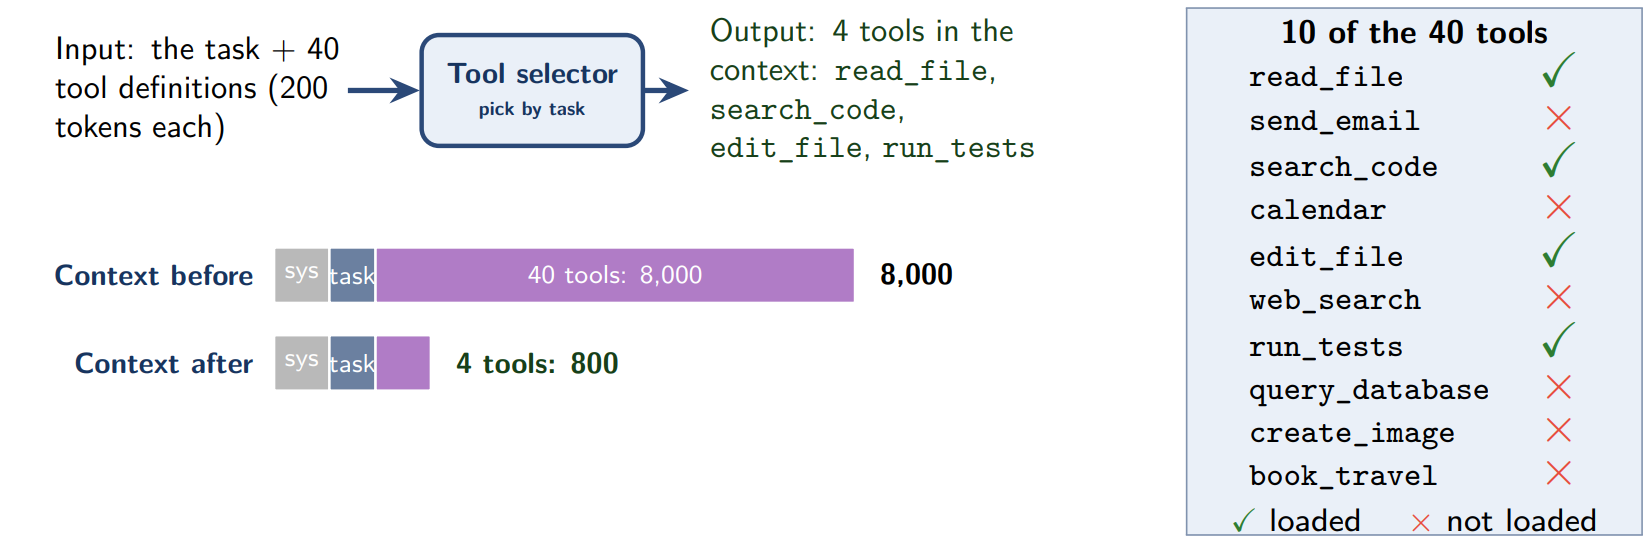 Input: the task + 40
tool definitions (200
tokens each)
Tool selector
pick by task
Output: 4 tools in the
context: read_file,
search_code,
edit_file, run_tests
Context before
sys
task
40 tools: 8,000
8,000
Context after
sys
task
4 tools: 800
10 of the 40 tools
read_file ✓
send_email ×
search_code ✓
calendar ×
edit_file ✓
web_search ×
run_tests ✓
query_database ×
create_image ×
book_travel ×
✓ loaded × not loaded